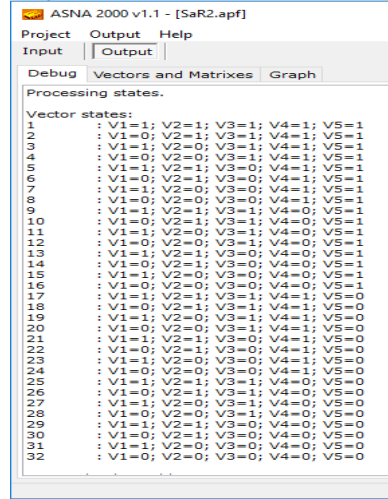 ASNA 2000 v1.1 - [SaR2.apf]
Project Output Help
Input Output
Debug Vectors and Matrixes Graph
Processing states.
Vector states:
1 : V1=1; V2=1; V3=1; V4=1; V5=1
2 : V1=0; V2=1; V3=1; V4=1; V5=1
3 : V1=1; V2=0; V3=1; V4=1; V5=1
4 : V1=0; V2=0; V3=1; V4=1; V5=1
5 : V1=1; V2=1; V3=0; V4=1; V5=1
6 : V1=0; V2=1; V3=0; V4=1; V5=1
7 : V1=1; V2=0; V3=0; V4=1; V5=1
8 : V1=0; V2=0; V3=0; V4=1; V5=1
9 : V1=1; V2=1; V3=1; V4=0; V5=1
10 : V1=0; V2=1; V3=1; V4=0; V5=1
11 : V1=1; V2=0; V3=1; V4=0; V5=1
12 : V1=0; V2=0; V3=1; V4=0; V5=1
13 : V1=1; V2=1; V3=0; V4=0; V5=1
14 : V1=0; V2=1; V3=0; V4=0; V5=1
15 : V1=1; V2=0; V3=0; V4=0; V5=1
16 : V1=0; V2=0; V3=0; V4=0; V5=1
17 : V1=1; V2=1; V3=1; V4=1; V5=0
18 : V1=0; V2=1; V3=1; V4=1; V5=0
19 : V1=1; V2=0; V3=1; V4=1; V5=0
20 : V1=0; V2=0; V3=1; V4=1; V5=0
21 : V1=1; V2=1; V3=0; V4=1; V5=0
22 : V1=0; V2=1; V3=0; V4=1; V5=0
23 : V1=1; V2=0; V3=0; V4=1; V5=0
24 : V1=0; V2=0; V3=0; V4=1; V5=0
25 : V1=1; V2=1; V3=1; V4=0; V5=0
26 : V1=0; V2=1; V3=1; V4=0; V5=0
27 : V1=1; V2=0; V3=1; V4=0; V5=0
28 : V1=0; V2=0; V3=1; V4=0; V5=0
29 : V1=1; V2=1; V3=0; V4=0; V5=0
30 : V1=0; V2=1; V3=0; V4=0; V5=0
31 : V1=1; V2=0; V3=0; V4=0; V5=0
32 : V1=0; V2=0; V3=0; V4=0; V5=0